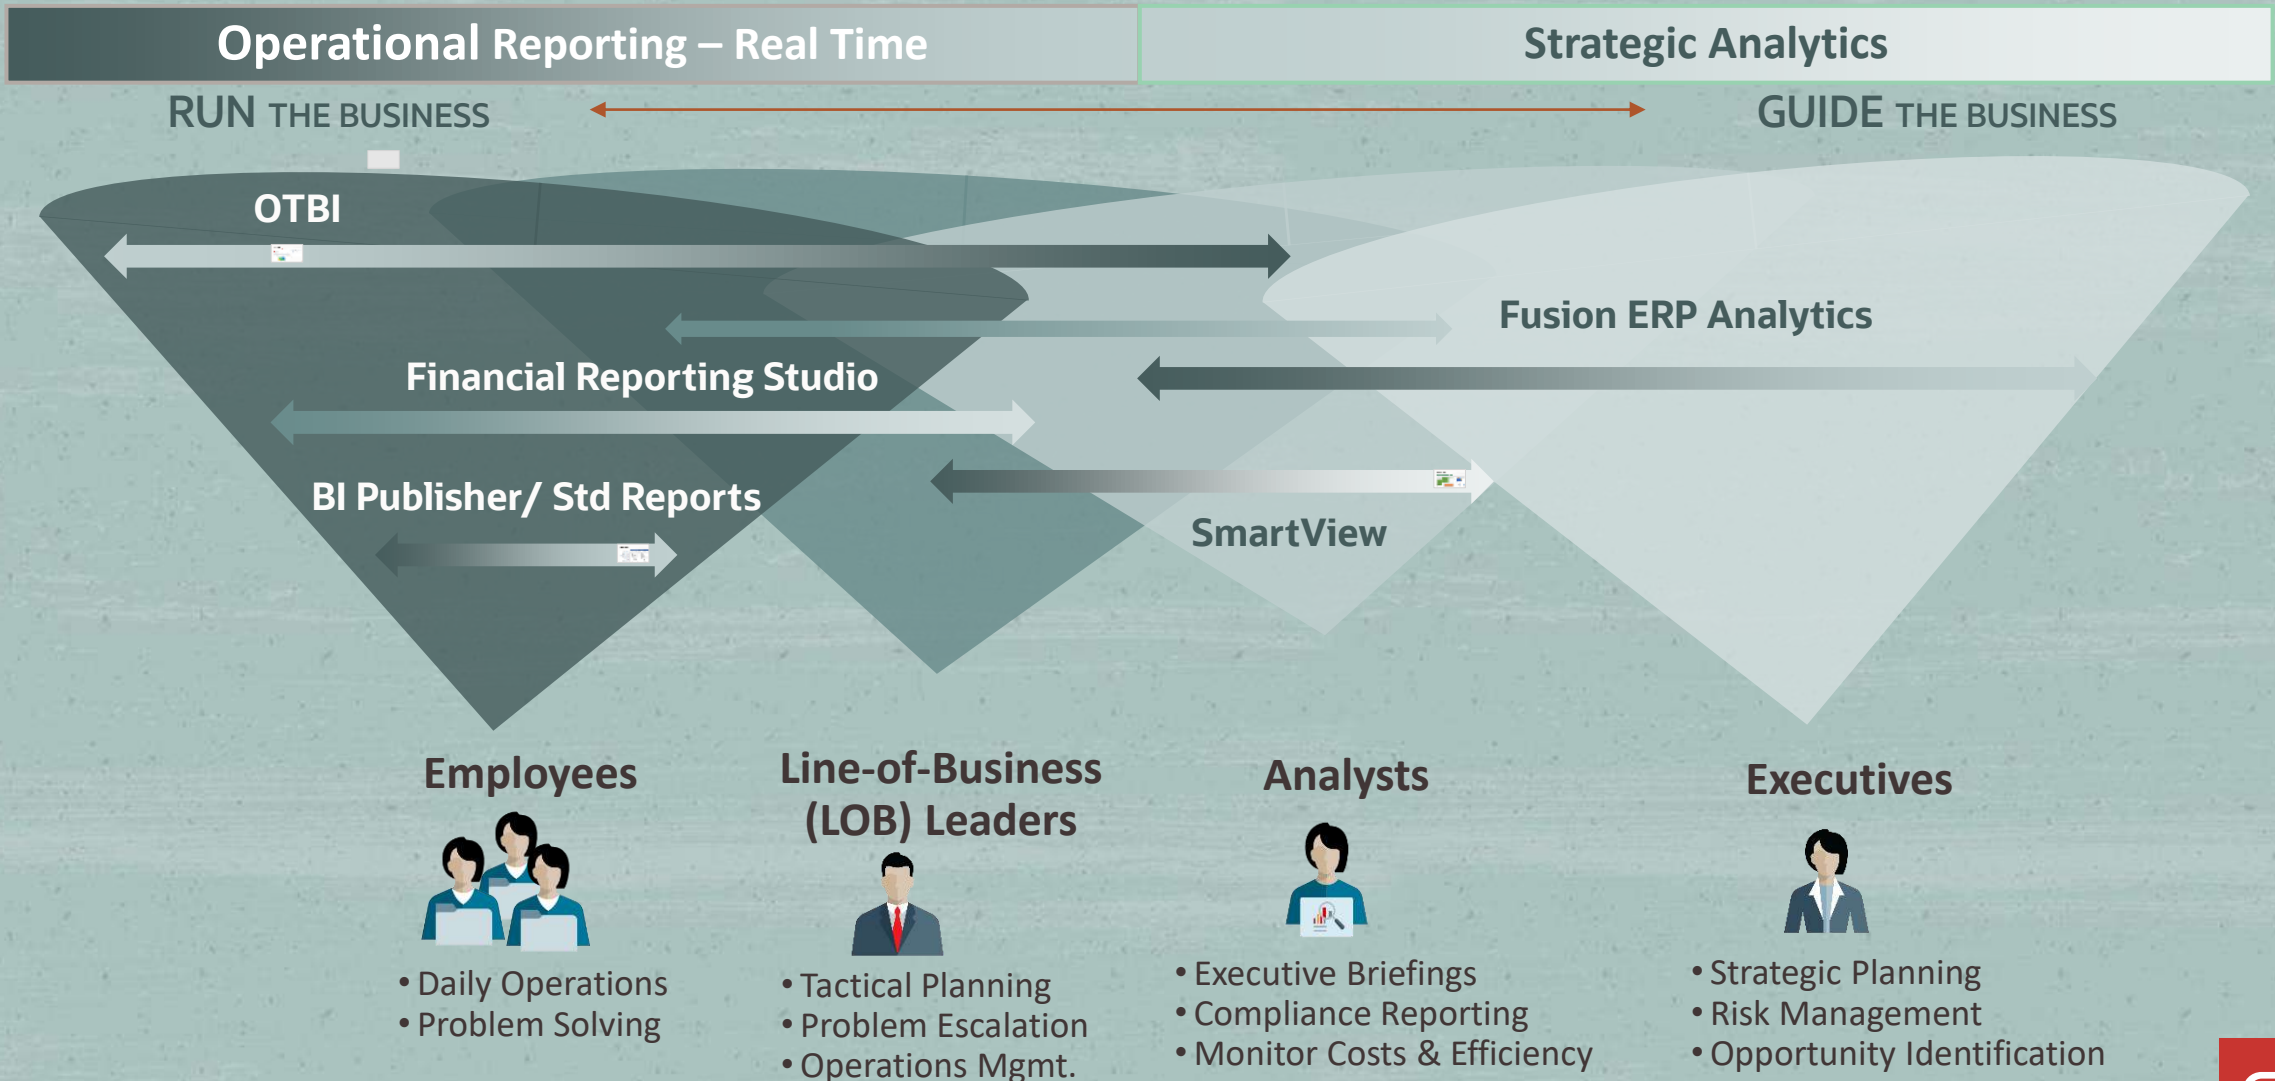 Operational Reporting – Real Time
Strategic Analytics
RUN THE BUSINESS
GUIDE THE BUSINESS
OTBI
Fusion ERP Analytics
Financial Reporting Studio
BI Publisher/ Std Reports
SmartView
Employees
• Daily Operations
• Problem Solving
Line-of-Business
(LOB) Leaders
• Tactical Planning
• Problem Escalation
• Operations Mgmt.
Analysts
• Executive Briefings
• Compliance Reporting
• Monitor Costs & Efficiency
Executives
• Strategic Planning
• Risk Management
• Opportunity Identification